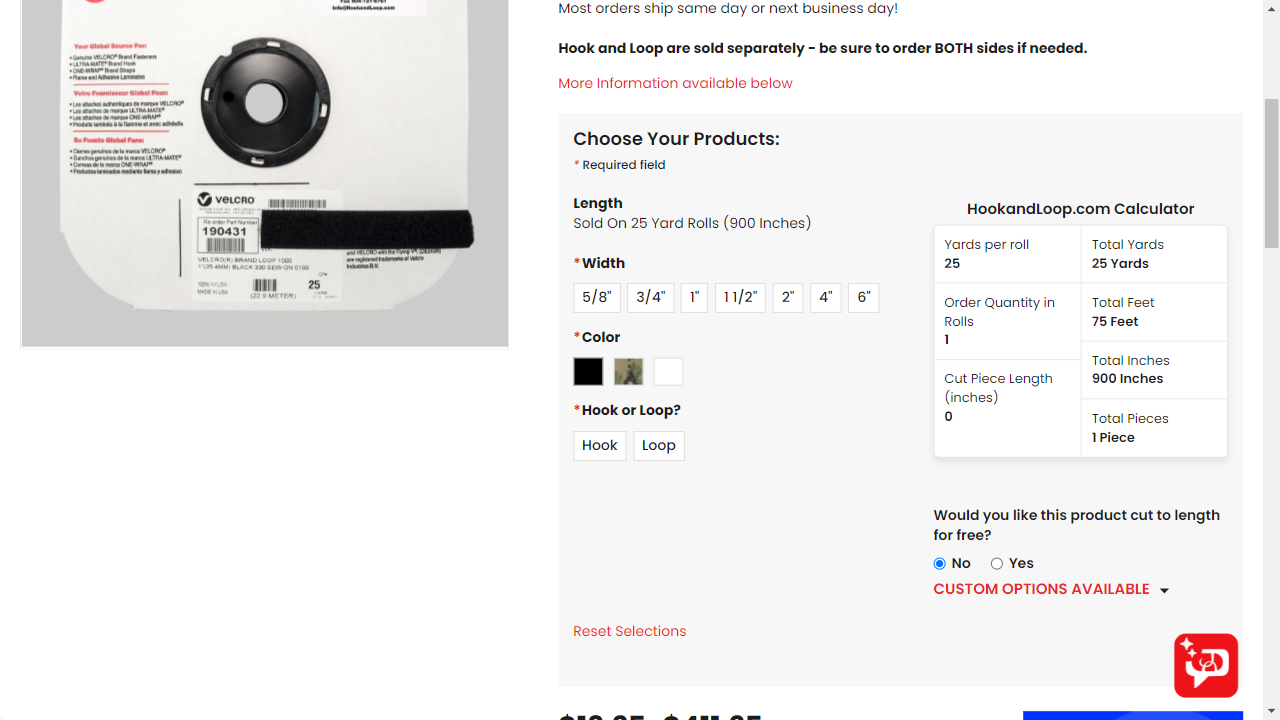 Info@HookandLoop.com
Your Global Source For:
• Genuine VELCRO® Brand Fasteners
• ULTRA-MATE® Brand Hook
• ONE-WRAP® Brand Straps
• Flame and Adhesive Laminates
Votre Fournisseur Global Pour:
• Les attaches authentiques de marque VELCRO®
• Les attaches de marque ULTRA-MATE®
• Les attaches de marque ONE-WRAP®
• Produits laminés à la flamme et avec adhésifs
Su Fuente Global Para:
• Cierres genuinos de la marca VELCRO®
• Ganchos genuinos de la marca ULTRA-MATE®
• Correas de la marca ONE-WRAP®
• Productos laminados mediante flama y adhesivo
VELCRO
Re-order Part Number
190431
VELCRO(R) BRAND LOOP 1000
1"(25.4MM) BLACK 330 SEW-ON 0199
100% NYLON
MADE IN USA
25
(22.9 METER)
are registered trademarks of Velcro
Industries B.V.
Most orders ship same day or next business day!
Hook and Loop are sold separately - be sure to order BOTH sides if needed.
More Information available below
Choose Your Products:
* Required field
Length
Sold On 25 Yard Rolls (900 Inches)
*Width
5/8" 3/4" 1" 1 1/2" 2" 4" 6"
*Color
*Hook or Loop?
Hook Loop
Reset Selections
HookandLoop.com Calculator
Yards per roll
25
Order Quantity in
Rolls
1
Cut Piece Length
(inches)
0
Total Yards
25 Yards
Total Feet
75 Feet
Total Inches
900 Inches
Total Pieces
1 Piece
Would you like this product cut to length
for free?
No Yes
CUSTOM OPTIONS AVAILABLE